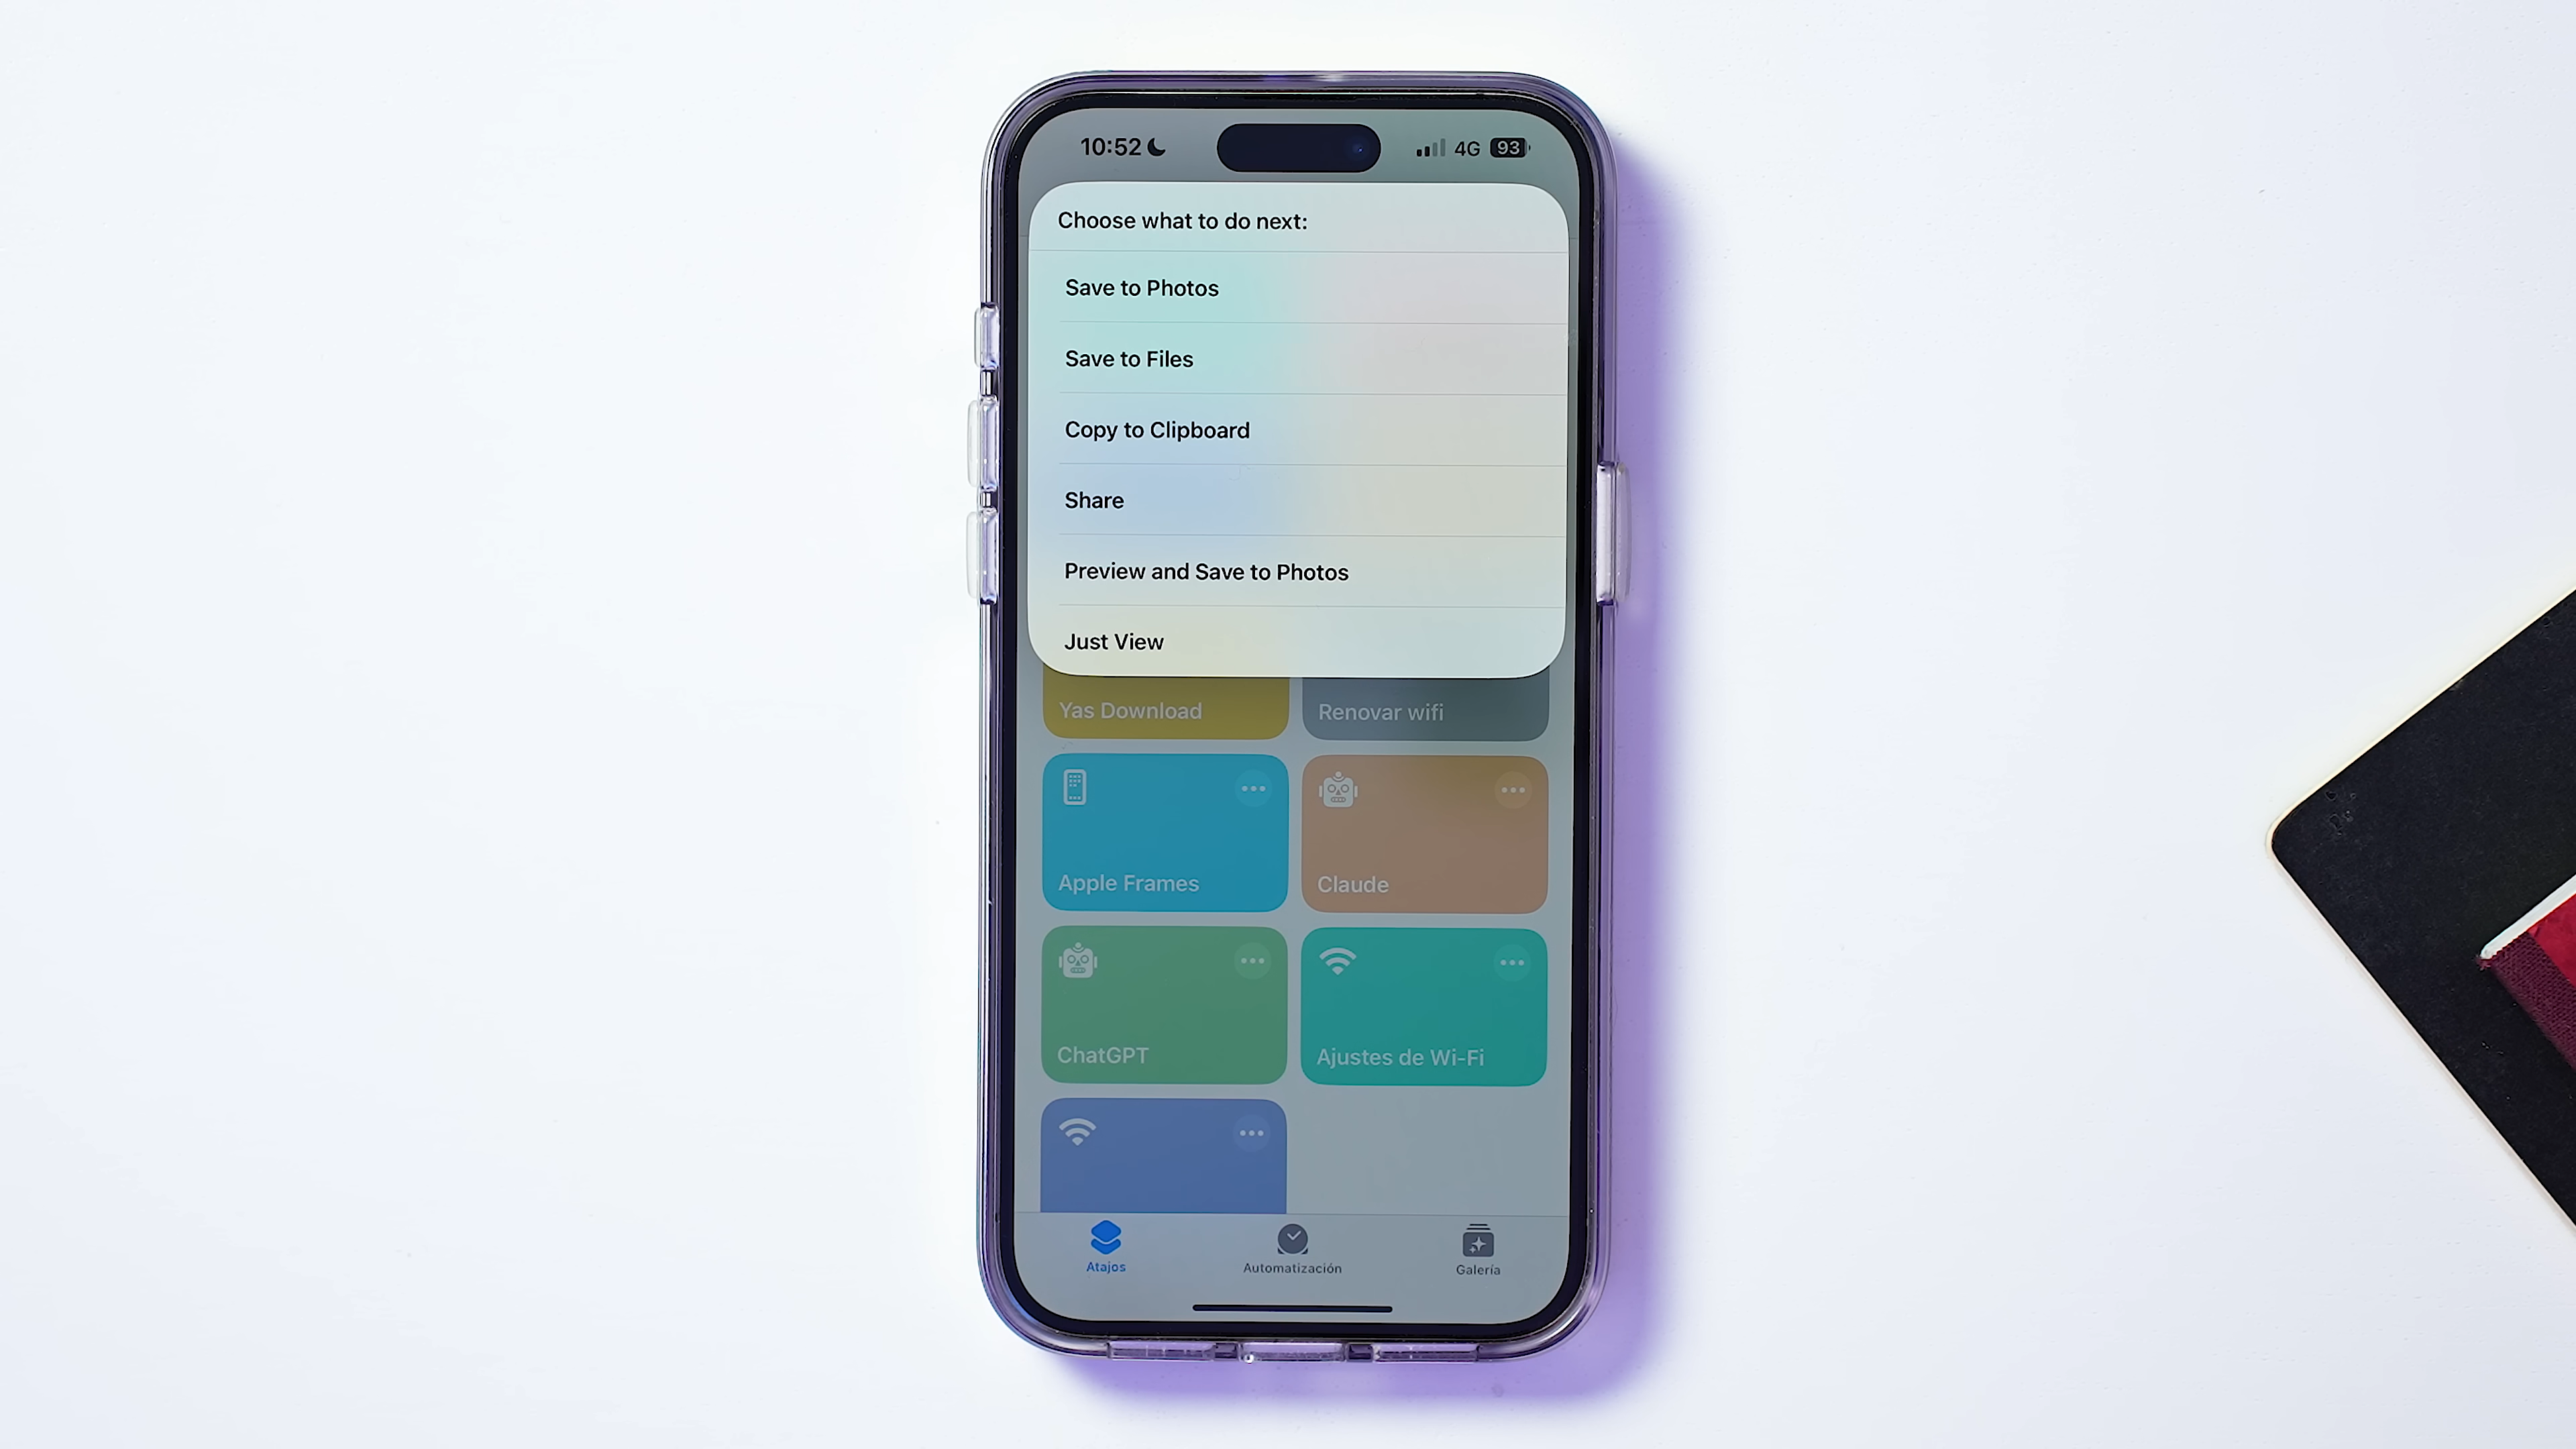 10:52
4G 93
Choose what to do next:
Save to Photos
Save to Files
Copy to Clipboard
Share
Preview and Save to Photos
Just View
Yas Download
Renovar wifi
Apple Frames
Claude
ChatGPT
Ajustes de Wi-Fi
Atajos
Automatización
Galería